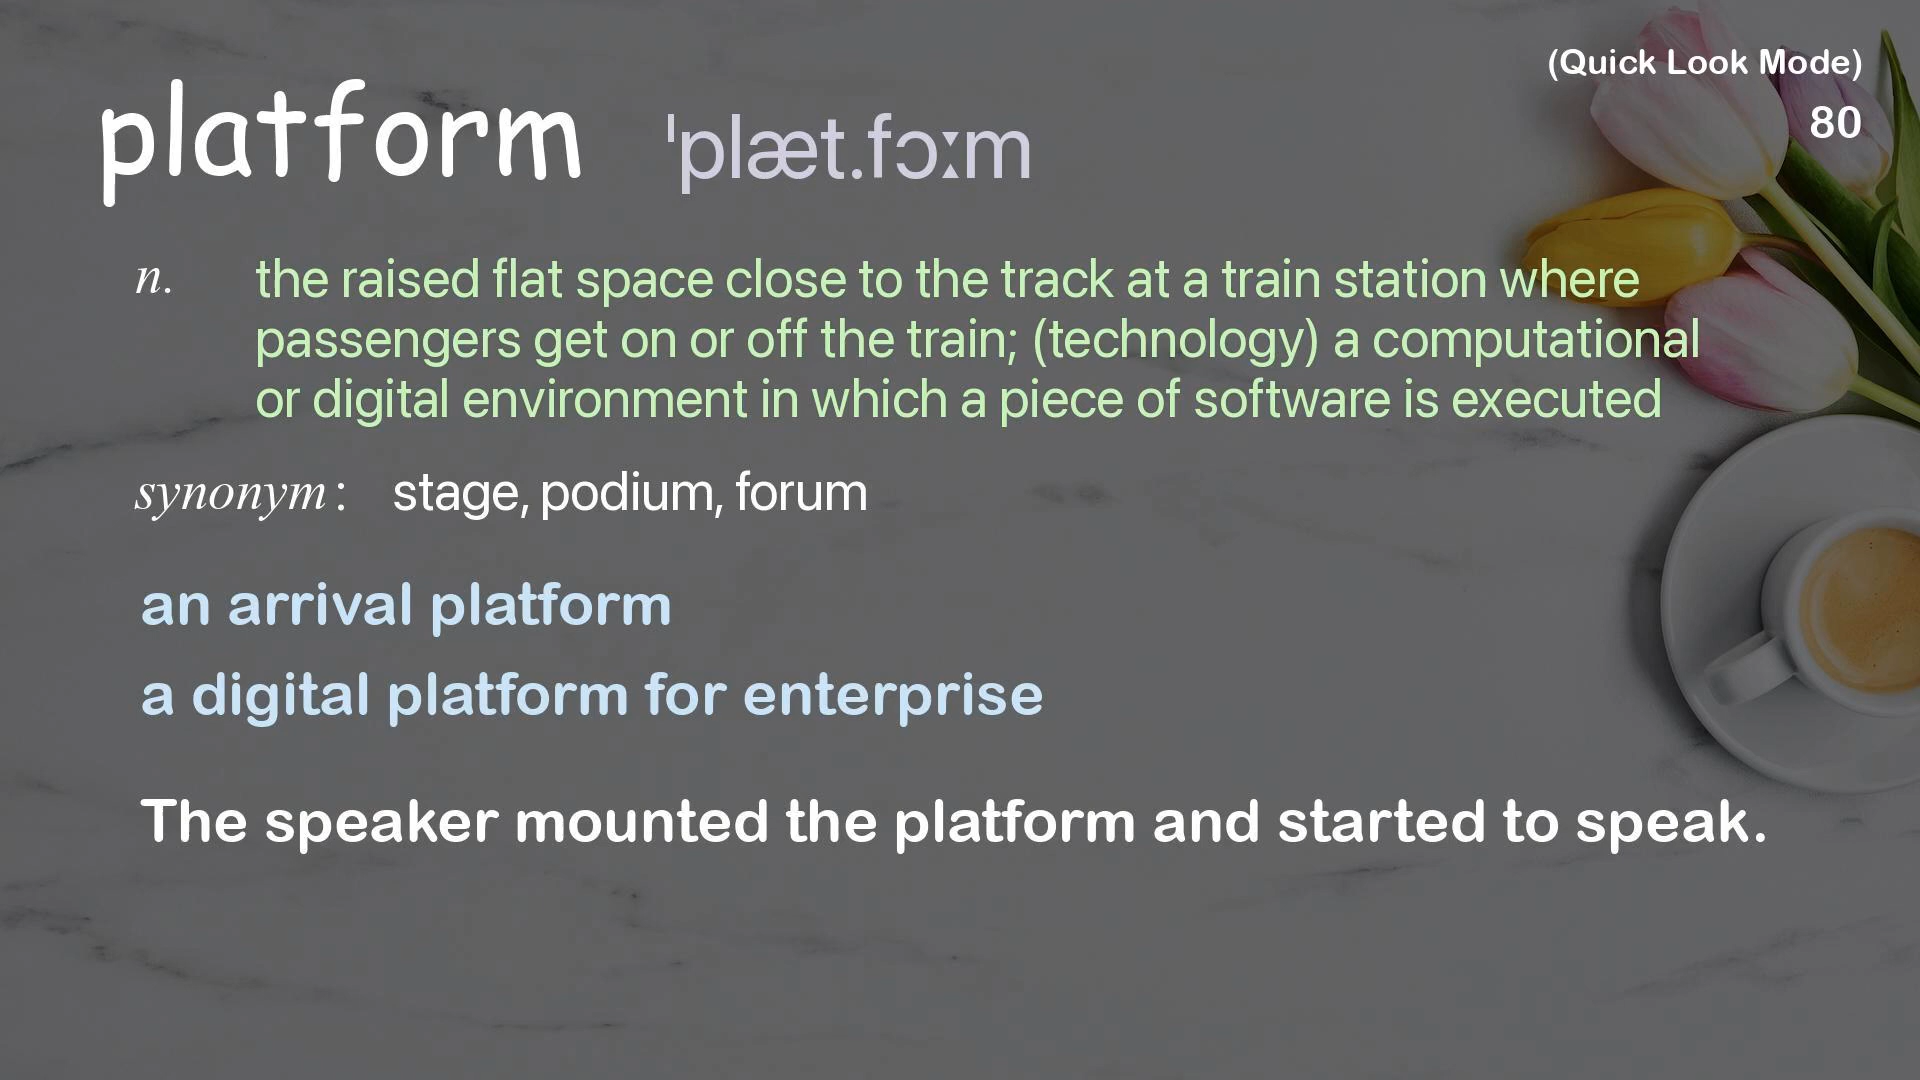 (Quick Look Mode)
80
platform ˈplæt.fɔːm
n. the raised flat space close to the track at a train station where
passengers get on or off the train; (technology) a computational
or digital environment in which a piece of software is executed
synonym : stage, podium, forum
an arrival platform
a digital platform for enterprise
The speaker mounted the platform and started to speak.